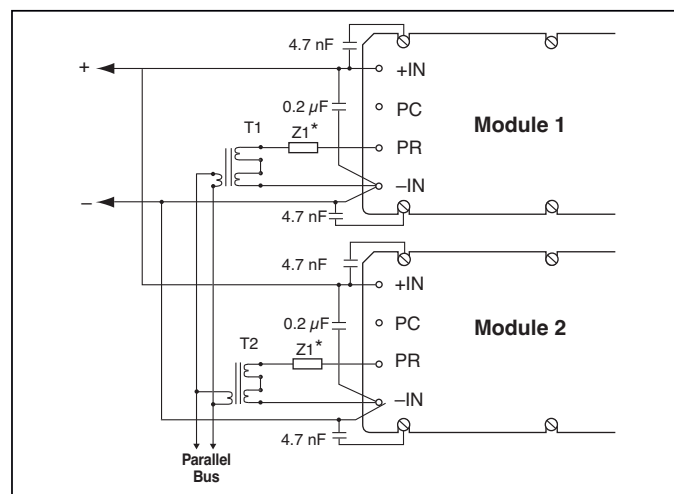 4.7 nF
+
+IN
0.2 µF
PC
Module 1
T1
Z1*
PR
–
–IN
4.7 nF
4.7 nF
+IN
0.2 µF
PC
Module 2
T2
Z1*
PR
–IN
4.7 nF
Parallel
Bus